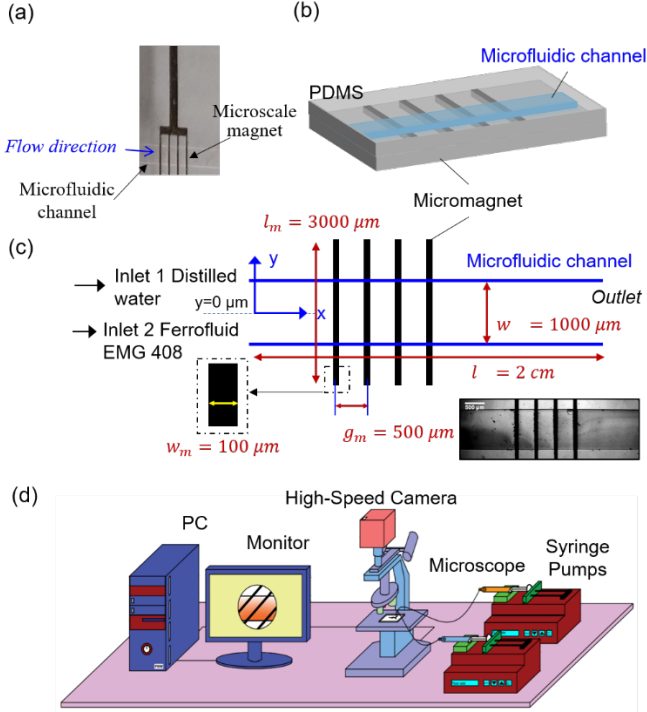 (a)
Flow direction
Microscale
magnet
Microfluidic
channel
(b)
PDMS
Microfluidic channel
Micromagnet
(c)
Inlet 1 Distilled
water
y=0 μm
Inlet 2 Ferrofluid
EMG 408
y
x
l_m = 3000 μm
Microfluidic channel
Outlet
w = 1000 μm
l = 2 cm
w_m = 100 μm
g_m = 500 μm
500 μm
(d)
PC
Monitor
High-Speed Camera
Microscope
Syringe
Pumps